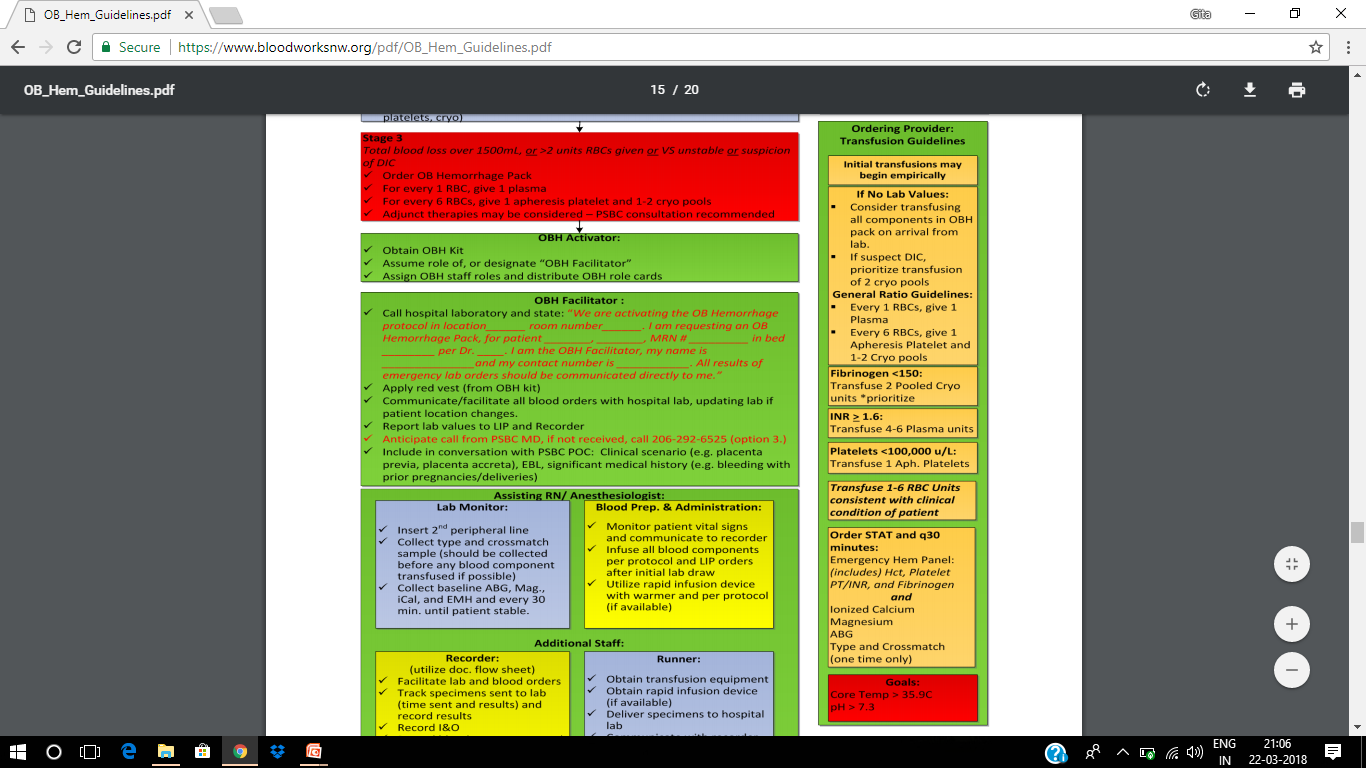 OB_Hem_Guidelines.pdf
Gita
Secure
https://www.bloodworksnw.org/pdf/OB_Hem_Guidelines.pdf
OB_Hem_Guidelines.pdf
15 / 20
platelets, cryo)
Stage 3
Total blood loss over 1500mL, or >2 units RBCs given or VS unstable or suspicion
of DIC
✓ Order OB Hemorrhage Pack
✓ For every 1 RBC, give 1 plasma
✓ For every 6 RBCs, give 1 apheresis platelet and 1-2 cryo pools
✓ Adjunct therapies may be considered – PSBC consultation recommended
OBH Activator:
✓ Obtain OBH Kit
✓ Assume role of, or designate “OBH Facilitator”
✓ Assign OBH staff roles and distribute OBH role cards
OBH Facilitator :
✓ Call hospital laboratory and state: “We are activating the OB Hemorrhage
protocol in location_______ room number_______. I am requesting an OB
Hemorrhage Pack, for patient ________, ________, MRN # __________ in bed
_________ per Dr. _____. I am the OBH Facilitator, my name is
________________and my contact number is _____________. All results of
emergency lab orders should be communicated directly to me.”
✓ Apply red vest (from OBH kit)
✓ Communicate/facilitate all blood orders with hospital lab, updating lab if
patient location changes.
✓ Report lab values to LIP and Recorder
✓ Anticipate call from PSBC MD, if not received, call 206-292-6525 (option 3.)
✓ Include in conversation with PSBC POC: Clinical scenario (e.g. placenta
previa, placenta accreta), EBL, significant medical history (e.g. bleeding with
prior pregnancies/deliveries)
Assisting RN/ Anesthesiologist:
Lab Monitor:
✓ Insert 2nd peripheral line
✓ Collect type and crossmatch
sample (should be collected
before any blood component
transfused if possible)
✓ Collect baseline ABG, Mag.,
iCal, and EMH and every 30
min. until patient stable.
Blood Prep. & Administration:
✓ Monitor patient vital signs
and communicate to recorder
✓ Infuse all blood components
per protocol and LIP orders
after initial lab draw
✓ Utilize rapid infusion device
with warmer and per protocol
(if available)
Additional Staff:
Recorder:
(utilize doc. flow sheet)
✓ Facilitate lab and blood orders
✓ Track specimens sent to lab
(time sent and results) and
record results
✓ Record I&O
Runner:
✓ Obtain transfusion equipment
✓ Obtain rapid infusion device
(if available)
✓ Deliver specimens to hospital
lab
Ordering Provider:
Transfusion Guidelines
Initial transfusions may
begin empirically
If No Lab Values:
▪ Consider transfusing
all components in OBH
pack on arrival from
lab.
▪ If suspect DIC,
prioritize transfusion
of 2 cryo pools
General Ratio Guidelines:
▪ Every 1 RBCs, give 1
Plasma
▪ Every 6 RBCs, give 1
Apheresis Platelet and
1-2 Cryo pools
Fibrinogen <150:
Transfuse 2 Pooled Cryo
units *prioritize
INR ≥ 1.6:
Transfuse 4-6 Plasma units
Platelets <100,000 u/L:
Transfuse 1 Aph. Platelets
Transfuse 1-6 RBC Units
consistent with clinical
condition of patient
Order STAT and q30
minutes:
Emergency Hem Panel:
(includes) Hct, Platelet
PT/INR, and Fibrinogen
and
Ionized Calcium
Magnesium
ABG
Type and Crossmatch
(one time only)
Goals:
Core Temp > 35.9C
pH > 7.3
ENG
IN
21:06
22-03-2018